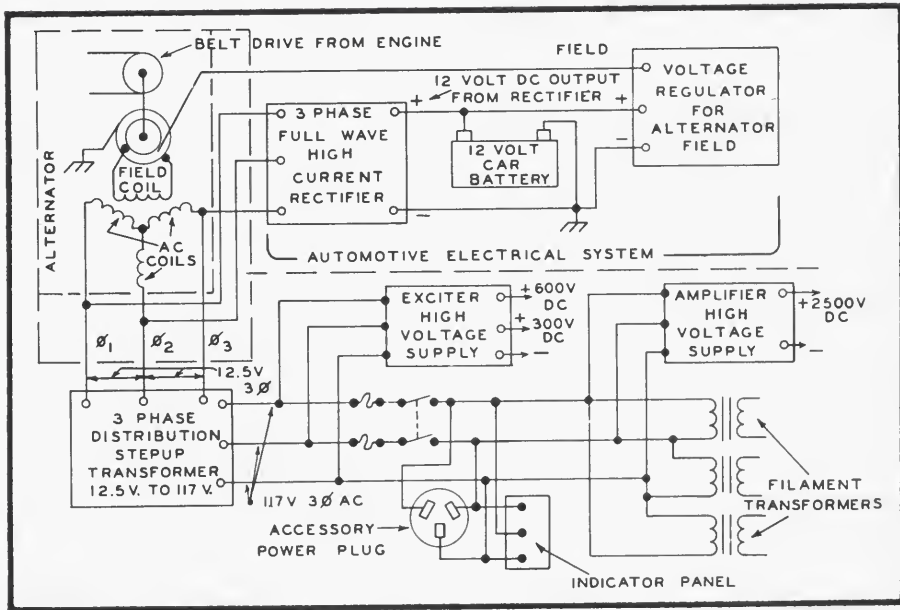 BELT DRIVE FROM ENGINE
FIELD
12 VOLT DC OUTPUT
FROM RECTIFIER
+
+
-
VOLTAGE
REGULATOR
FOR
ALTERNATOR
FIELD
3 PHASE
FULL WAVE
HIGH
CURRENT
RECTIFIER
-
12 VOLT
CAR
BATTERY
FIELD
COIL
ALTERNATOR
AC
COILS
AUTOMOTIVE ELECTRICAL SYSTEM
EXCITER
HIGH
VOLTAGE
SUPPLY
+600V
DC
+
300V
DC
-
AMPLIFIER
HIGH
VOLTAGE
SUPPLY
+2500V
DC
-
Ø1
Ø2
Ø3
12.5V
3Ø
3 PHASE
DISTRIBUTION
STEPUP
TRANSFORMER
12.5V. TO 117 V.
117V 3Ø AC
ACCESSORY
POWER PLUG
INDICATOR PANEL
FILAMENT
TRANSFORMERS